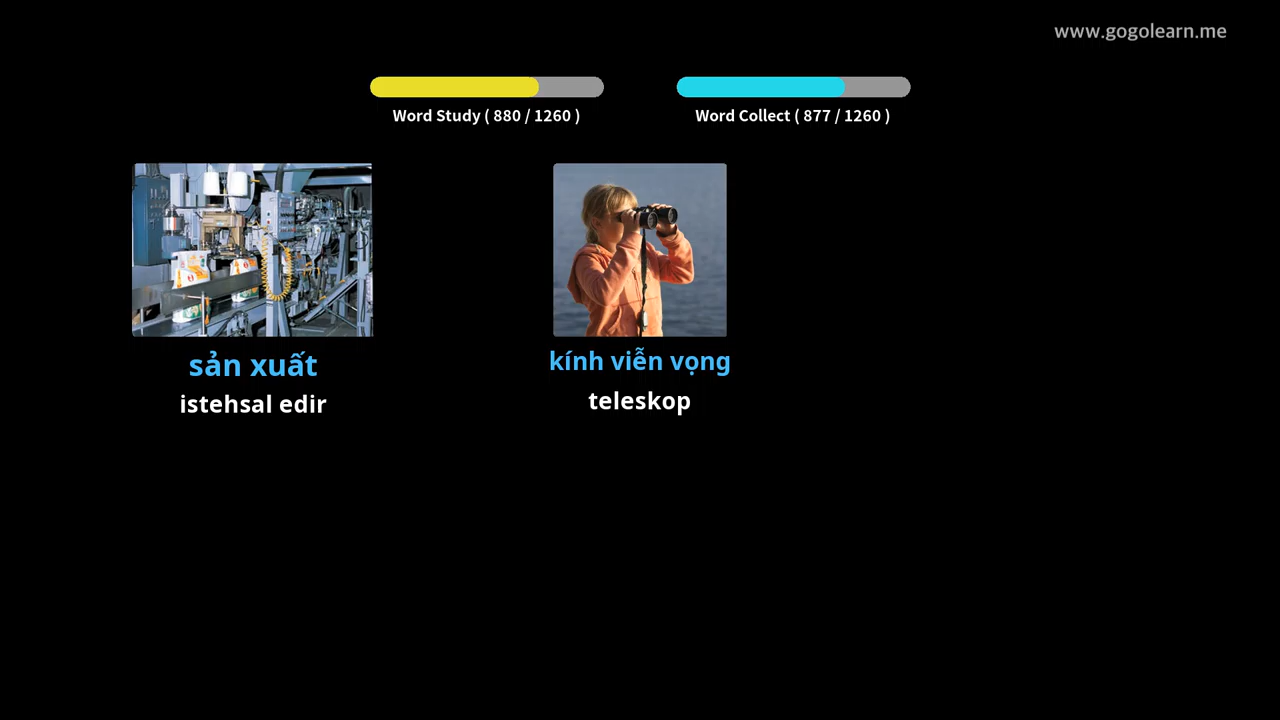 www.gogolearn.me
Word Study ( 880 / 1260 )
Word Collect ( 877 / 1260 )
sản xuất
istehsal edir
kính viễn vọng
teleskop